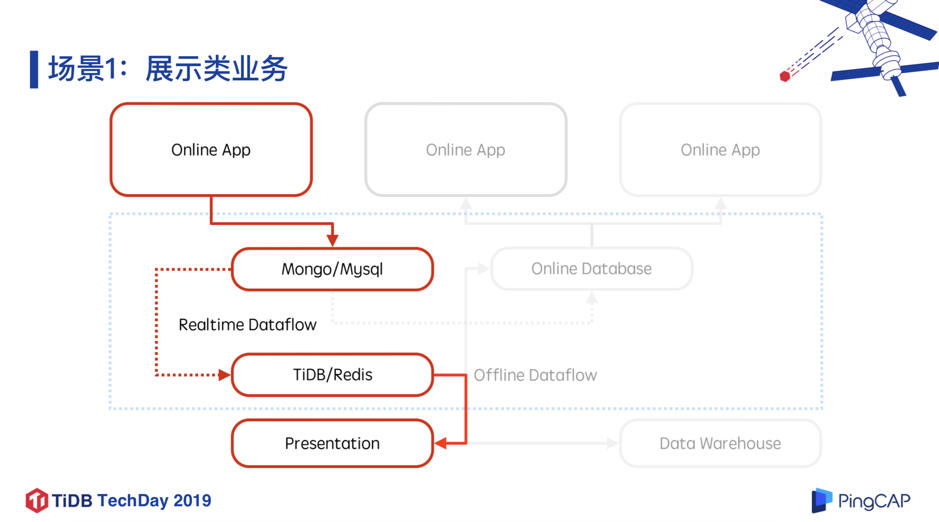 场景1：展示类业务
Online App
Online App
Online App
Mongo/Mysql
Online Database
Realtime Dataflow
TiDB/Redis
Offline Dataflow
Presentation
Data Warehouse
TiDB TechDay 2019
PingCAP